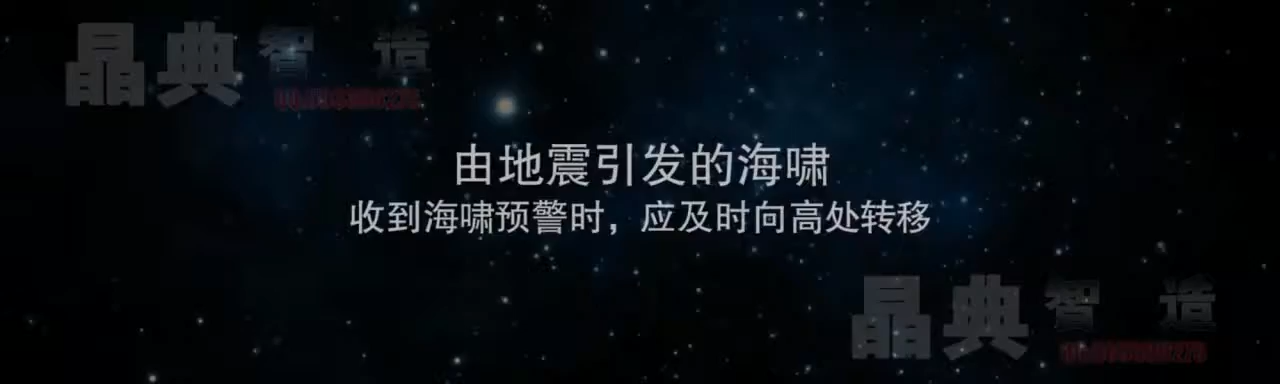 晶典智造
由地震引发的海啸
收到海啸预警时，应及时向高处转移
晶典智造